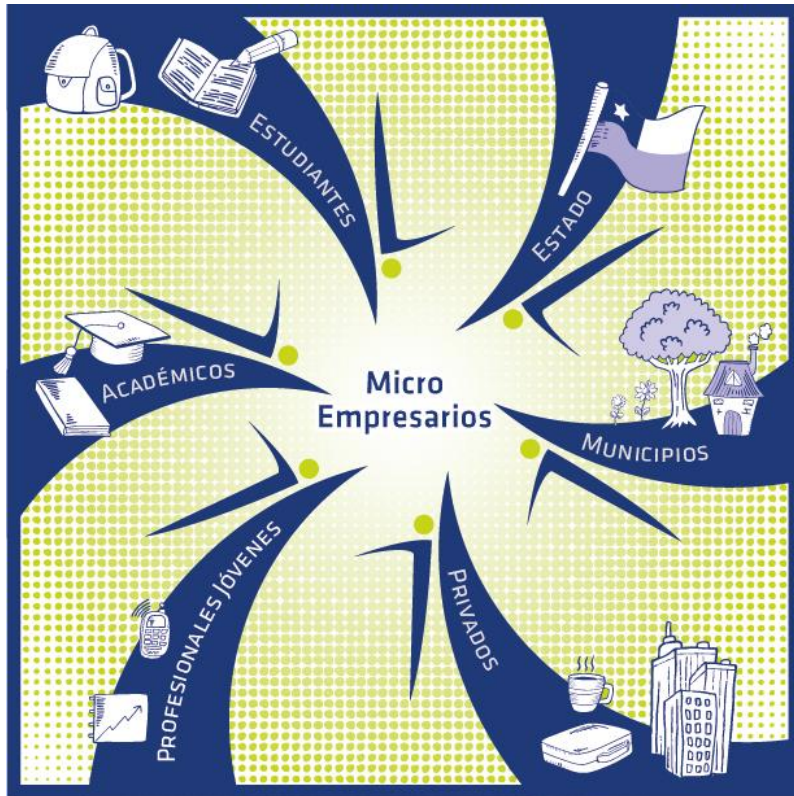 ESTUDIANTES
ESTADO
ACADÉMICOS
Micro
Empresarios
MUNICIPIOS
PROFESIONALES JÓVENES
PRIVADOS